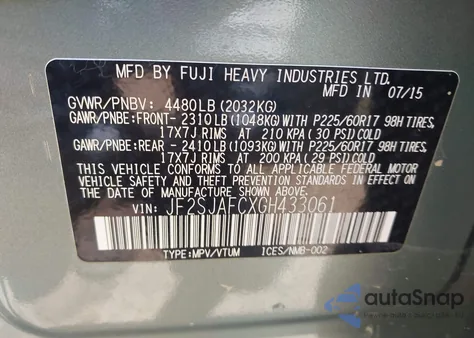 MFD BY FUJI HEAVY INDUSTRIES LTD.
MFD IN 07/15
GVWR/PNBV: 4480LB (2032KG)
GAWR/PNBE:FRONT- 2310LB (1048KG)WITH P225/60R17 98H TIRES,
17X7J RIMS AT 210 KPA (30 PSI)COLD
GAWR/PNBE:REAR - 2410LB (1093KG)WITH P225/60R17 98H TIRES,
17X7J RIMS AT 200 KPA (29 PSI)COLD
THIS VEHICLE CONFORMS TO ALL APPLICABLE FEDERAL MOTOR
VEHICLE SAFETY AND THEFT PREVENTION STANDARDS IN EFFECT ON
THE DATE OF MANUFACTURE SHOWN ABOVE.
VIN: JF2SJAFCXGH433061
TYPE:MPV/VTUM ICES/NMB-002
autoSnap